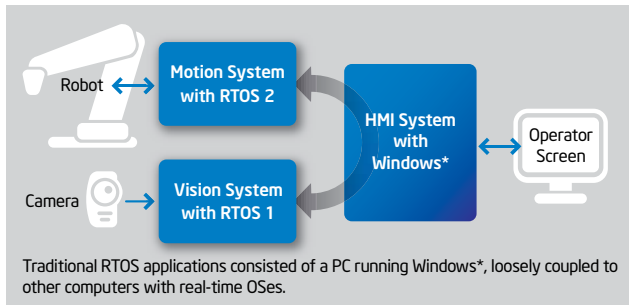 Robot
Motion System
with RTOS 2
HMI System
with
Windows*
Operator
Screen
Camera
Vision System
with RTOS 1
Traditional RTOS applications consisted of a PC running Windows*, loosely coupled to
other computers with real-time OSes.